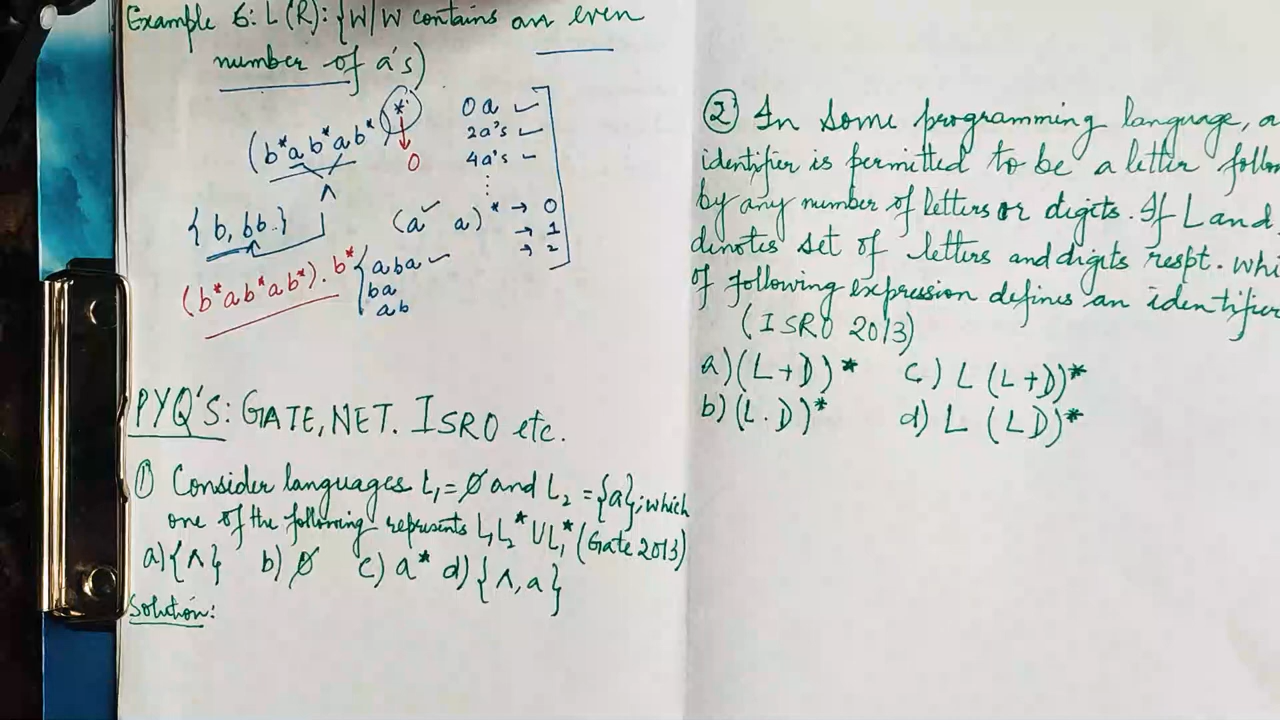 Example 6: L(R): {W|W contains an even
number of a's)
(b*ab*ab*)*
0
0a ✓
2a's ✓
4a's ✓
⋮
{b, bb..}
(a a)* → 0
→ 1
→ 2
(b*ab*ab*).b*
aba ✓
ba
ab
PYQ'S: GATE, NET. ISRO etc.
① Consider languages L₁=ø and L₂={a}; which
one of the following represents L₁L₂* U L₁* (Gate 2013)
a) {^} b) ø c) a* d) {^, a}
Solution:
② In some programming language, a
identifier is permitted to be a letter follow
by any number of letters or digits. If L and
denotes set of letters and digits respt. whi
of following expression defines an identifier
(ISRO 2013)
a) (L+D)* c) L (L+D)*
b) (L.D)* d) L (LD)*